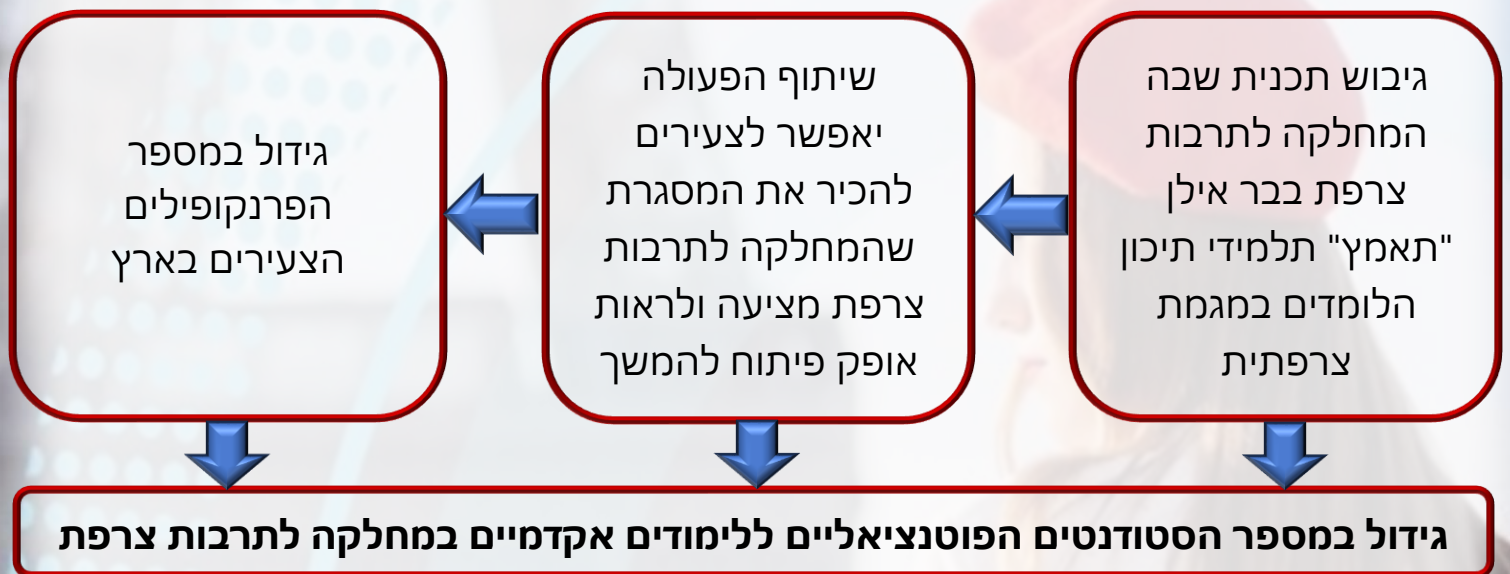 גיבוש תכנית שבה
המחלקה לתרבות
צרפת בבר אילן
"תאמץ" תלמידי תיכון
הלומדים במגמת
צרפתית
שיתוף הפעולה
יאפשר לצעירים
להכיר את המסגרת
שהמחלקה לתרבות
צרפת מציעה ולראות
אופק פיתוח להמשך
גידול במספר
הפרנקופילים
הצעירים בארץ
גידול במספר הסטודנטים הפוטנציאליים ללימודים אקדמיים במחלקה לתרבות צרפת